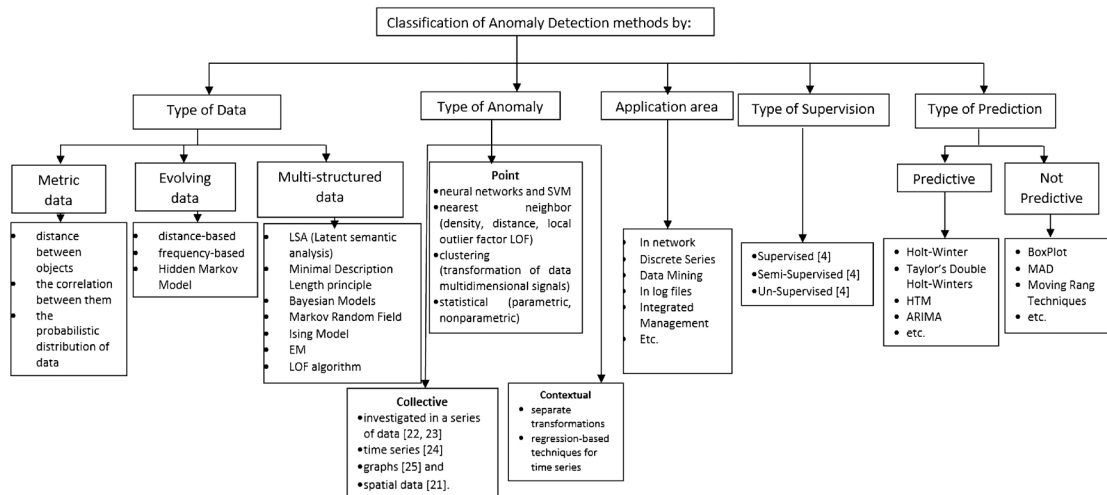 Classification of Anomaly Detection methods by:
Type of Data
Type of Anomaly
Application area
Type of Supervision
Type of Prediction
Metric
data
Evolving
data
Multi-structured
data
Predictive
Not
Predictive
• distance
between
objects
• the correlation
between them
• the
probabilistic
distribution of
data
• distance-based
• frequency-based
• Hidden Markov
Model
• LSA (Latent semantic
analysis)
• Minimal Description
Length principle
• Bayesian Models
• Markov Random Field
• Ising Model
• EM
• LOF algorithm
Point
•neural networks and SVM
•nearest neighbor
(density, distance, local
outlier factor LOF)
•clustering
(transformation of data
multidimensional signals)
•statistical (parametric,
nonparametric)
Collective
•investigated in a series
of data [22, 23]
•time series [24]
•graphs [25] and
•spatial data [21].
Contextual
• separate
transformations
• regression-based
techniques for
time series
• In network
• Discrete Series
• Data Mining
• In log files
• Integrated
Management
• Etc.
•Supervised [4]
•Semi-Supervised [4]
•Un-Supervised [4]
• Holt-Winter
• Taylor's Double
Holt-Winters
• HTM
• ARIMA
• etc.
• BoxPlot
• MAD
• Moving Rang
Techniques
• etc.